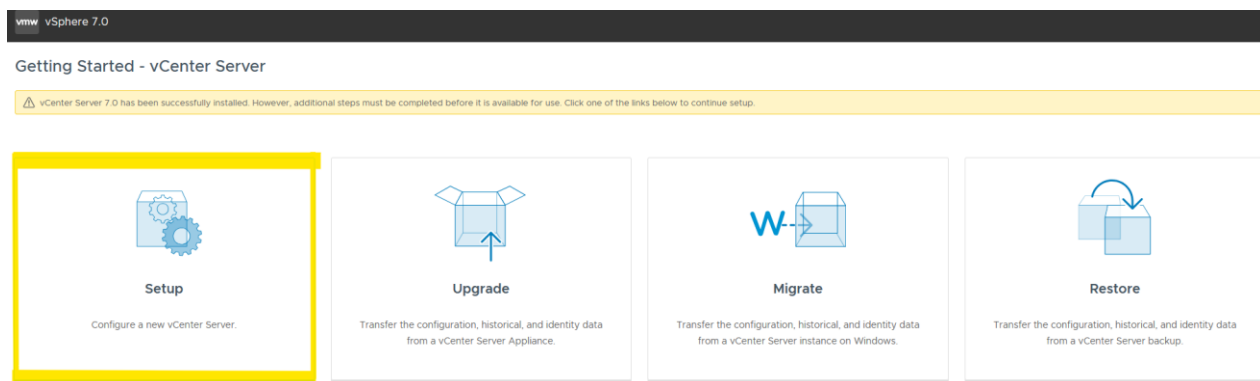 vmw vSphere 7.0
Getting Started - vCenter Server
vCenter Server 7.0 has been successfully installed. However, additional steps must be completed before it is available for use. Click one of the links below to continue setup.
Setup
Configure a new vCenter Server.
Upgrade
Transfer the configuration, historical, and identity data
from a vCenter Server Appliance.
W
Migrate
Transfer the configuration, historical, and identity data
from a vCenter Server instance on Windows.
Restore
Transfer the configuration, historical, and identity data
from a vCenter Server backup.